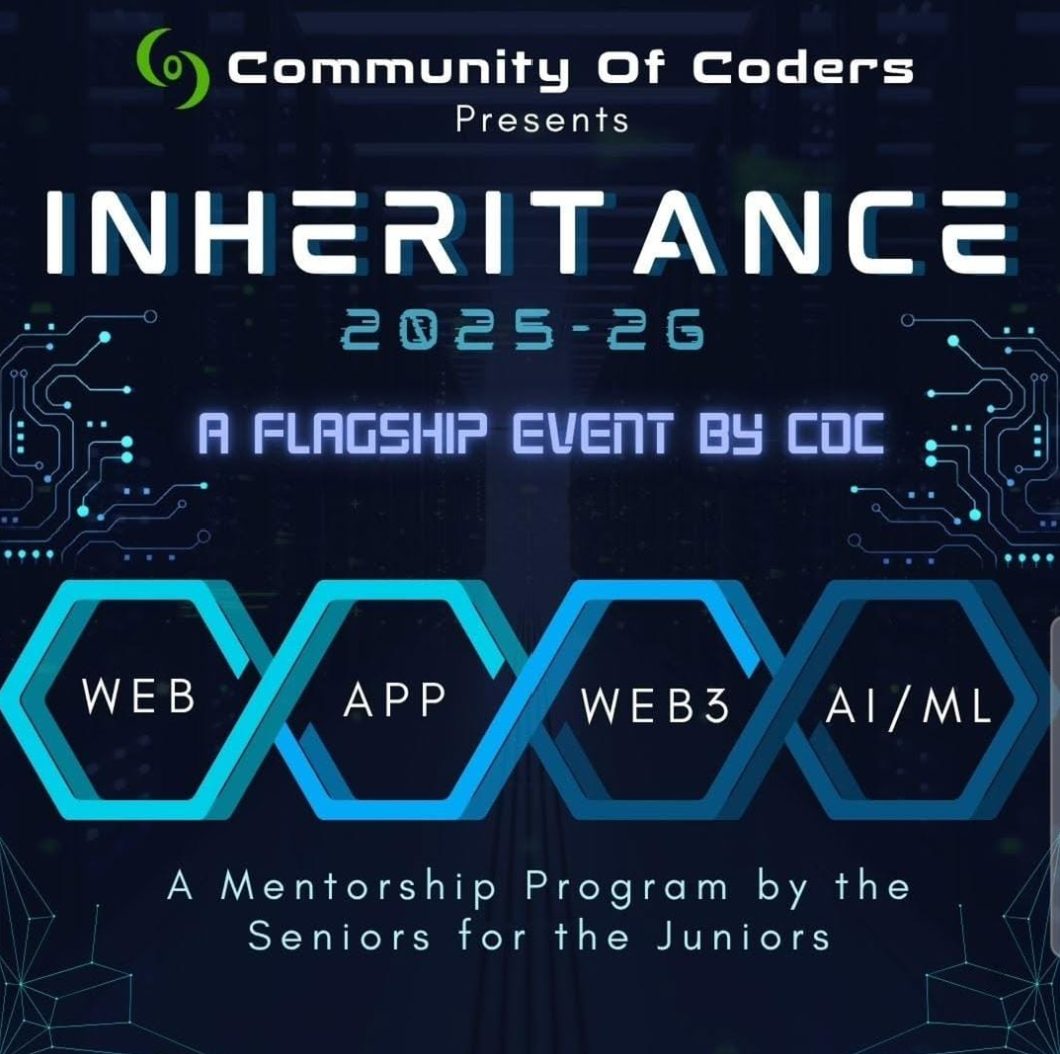 Community Of Coders
Presents
INHERITANCE
2025-26
A FLAGSHIP EVENT BY COC
WEB
APP
WEB3
AI/ML
A Mentorship Program by the
Seniors for the Juniors